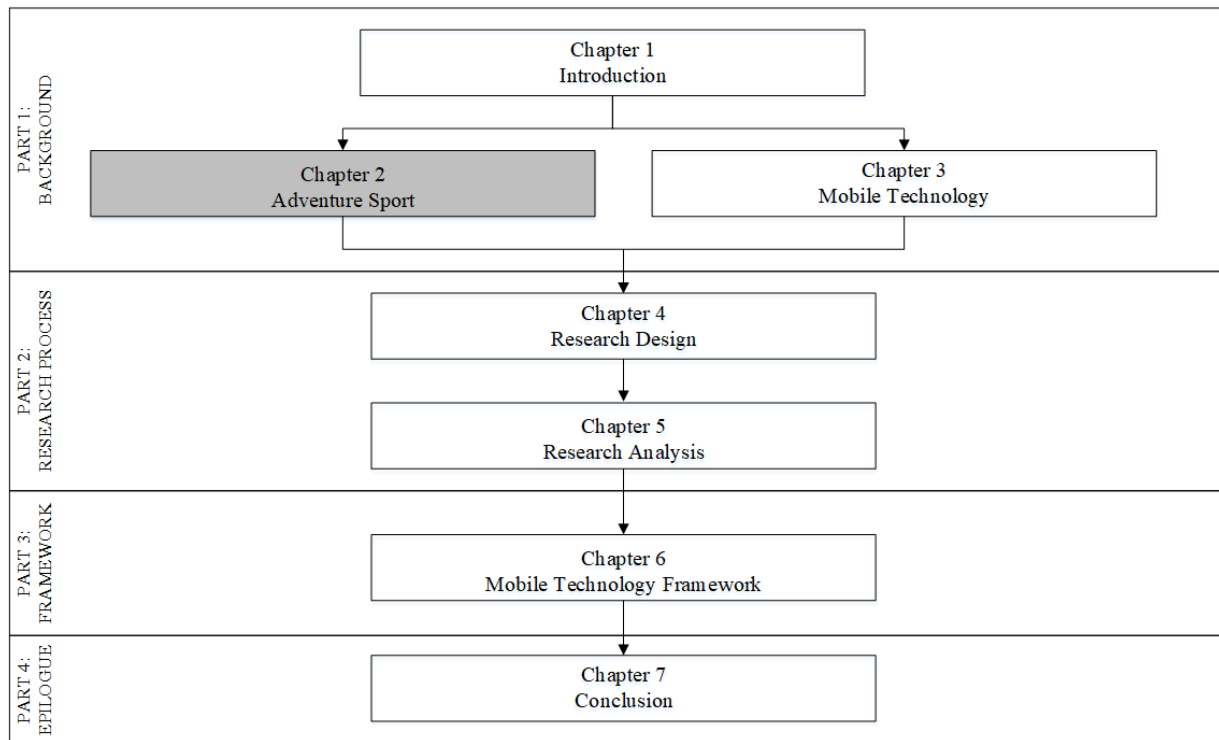 PART 1:
BACKGROUND
Chapter 1
Introduction
Chapter 2
Adventure Sport
Chapter 3
Mobile Technology
PART 2:
RESEARCH PROCESS
Chapter 4
Research Design
Chapter 5
Research Analysis
PART 3:
FRAMEWORK
Chapter 6
Mobile Technology Framework
PART 4:
EPILOGUE
Chapter 7
Conclusion